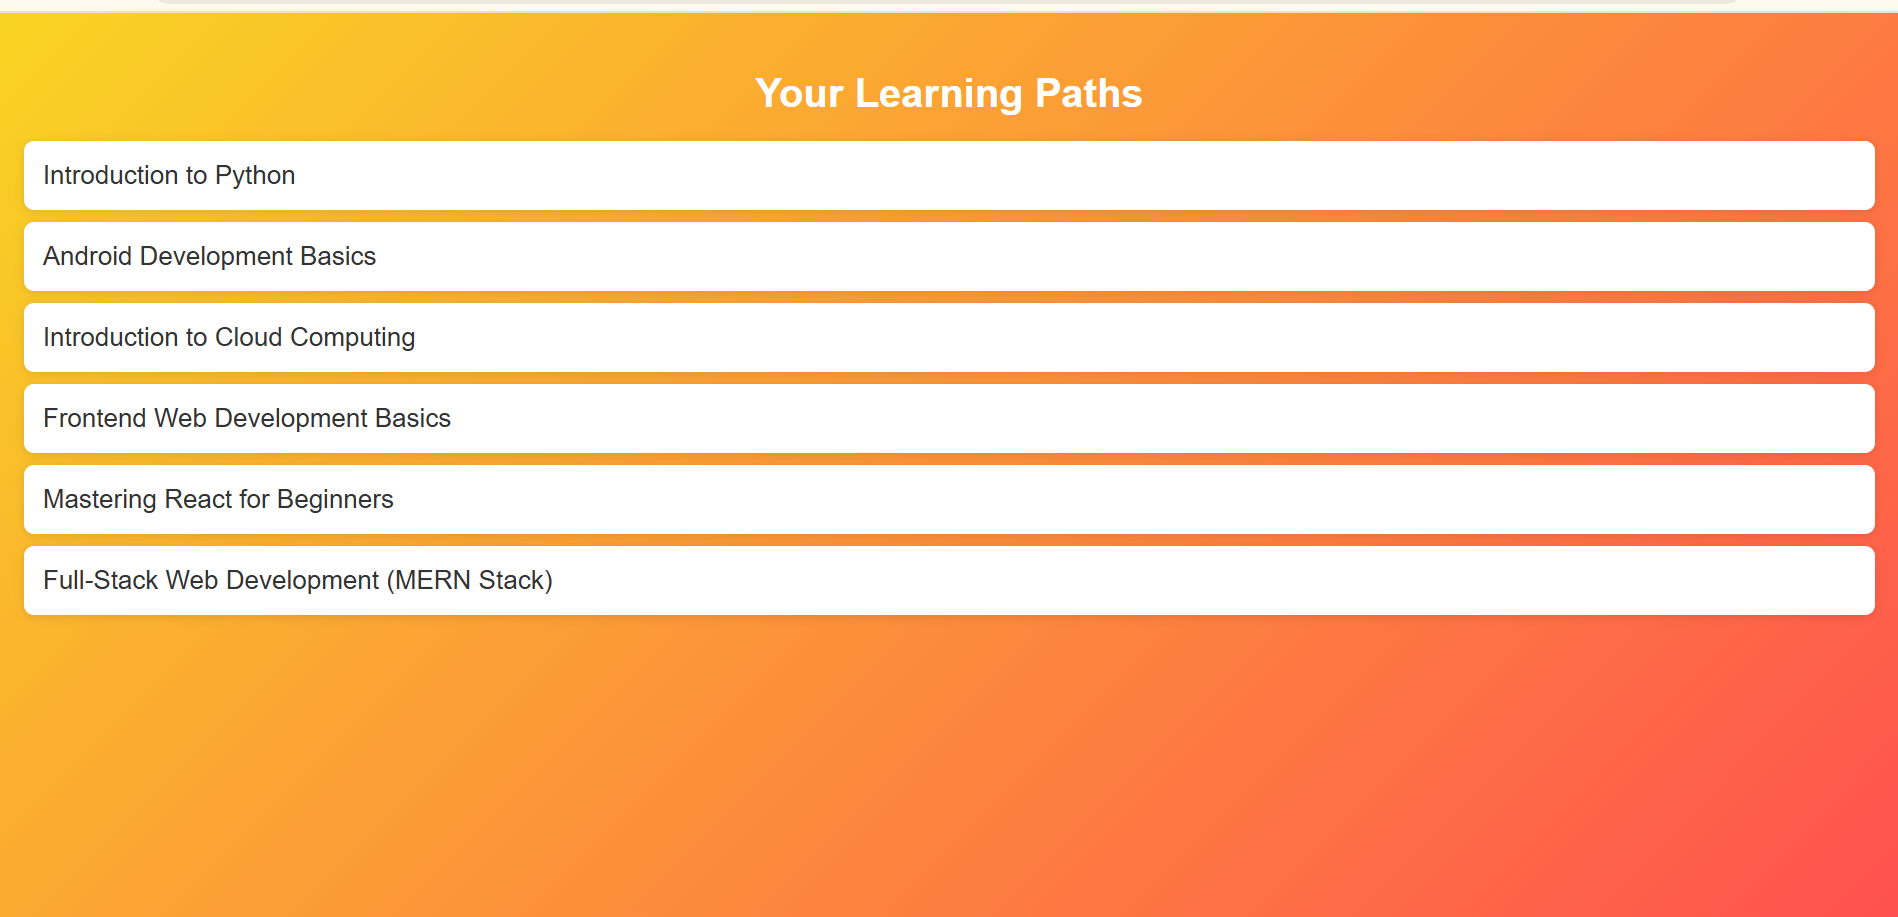 Your Learning Paths
Introduction to Python
Android Development Basics
Introduction to Cloud Computing
Frontend Web Development Basics
Mastering React for Beginners
Full-Stack Web Development (MERN Stack)